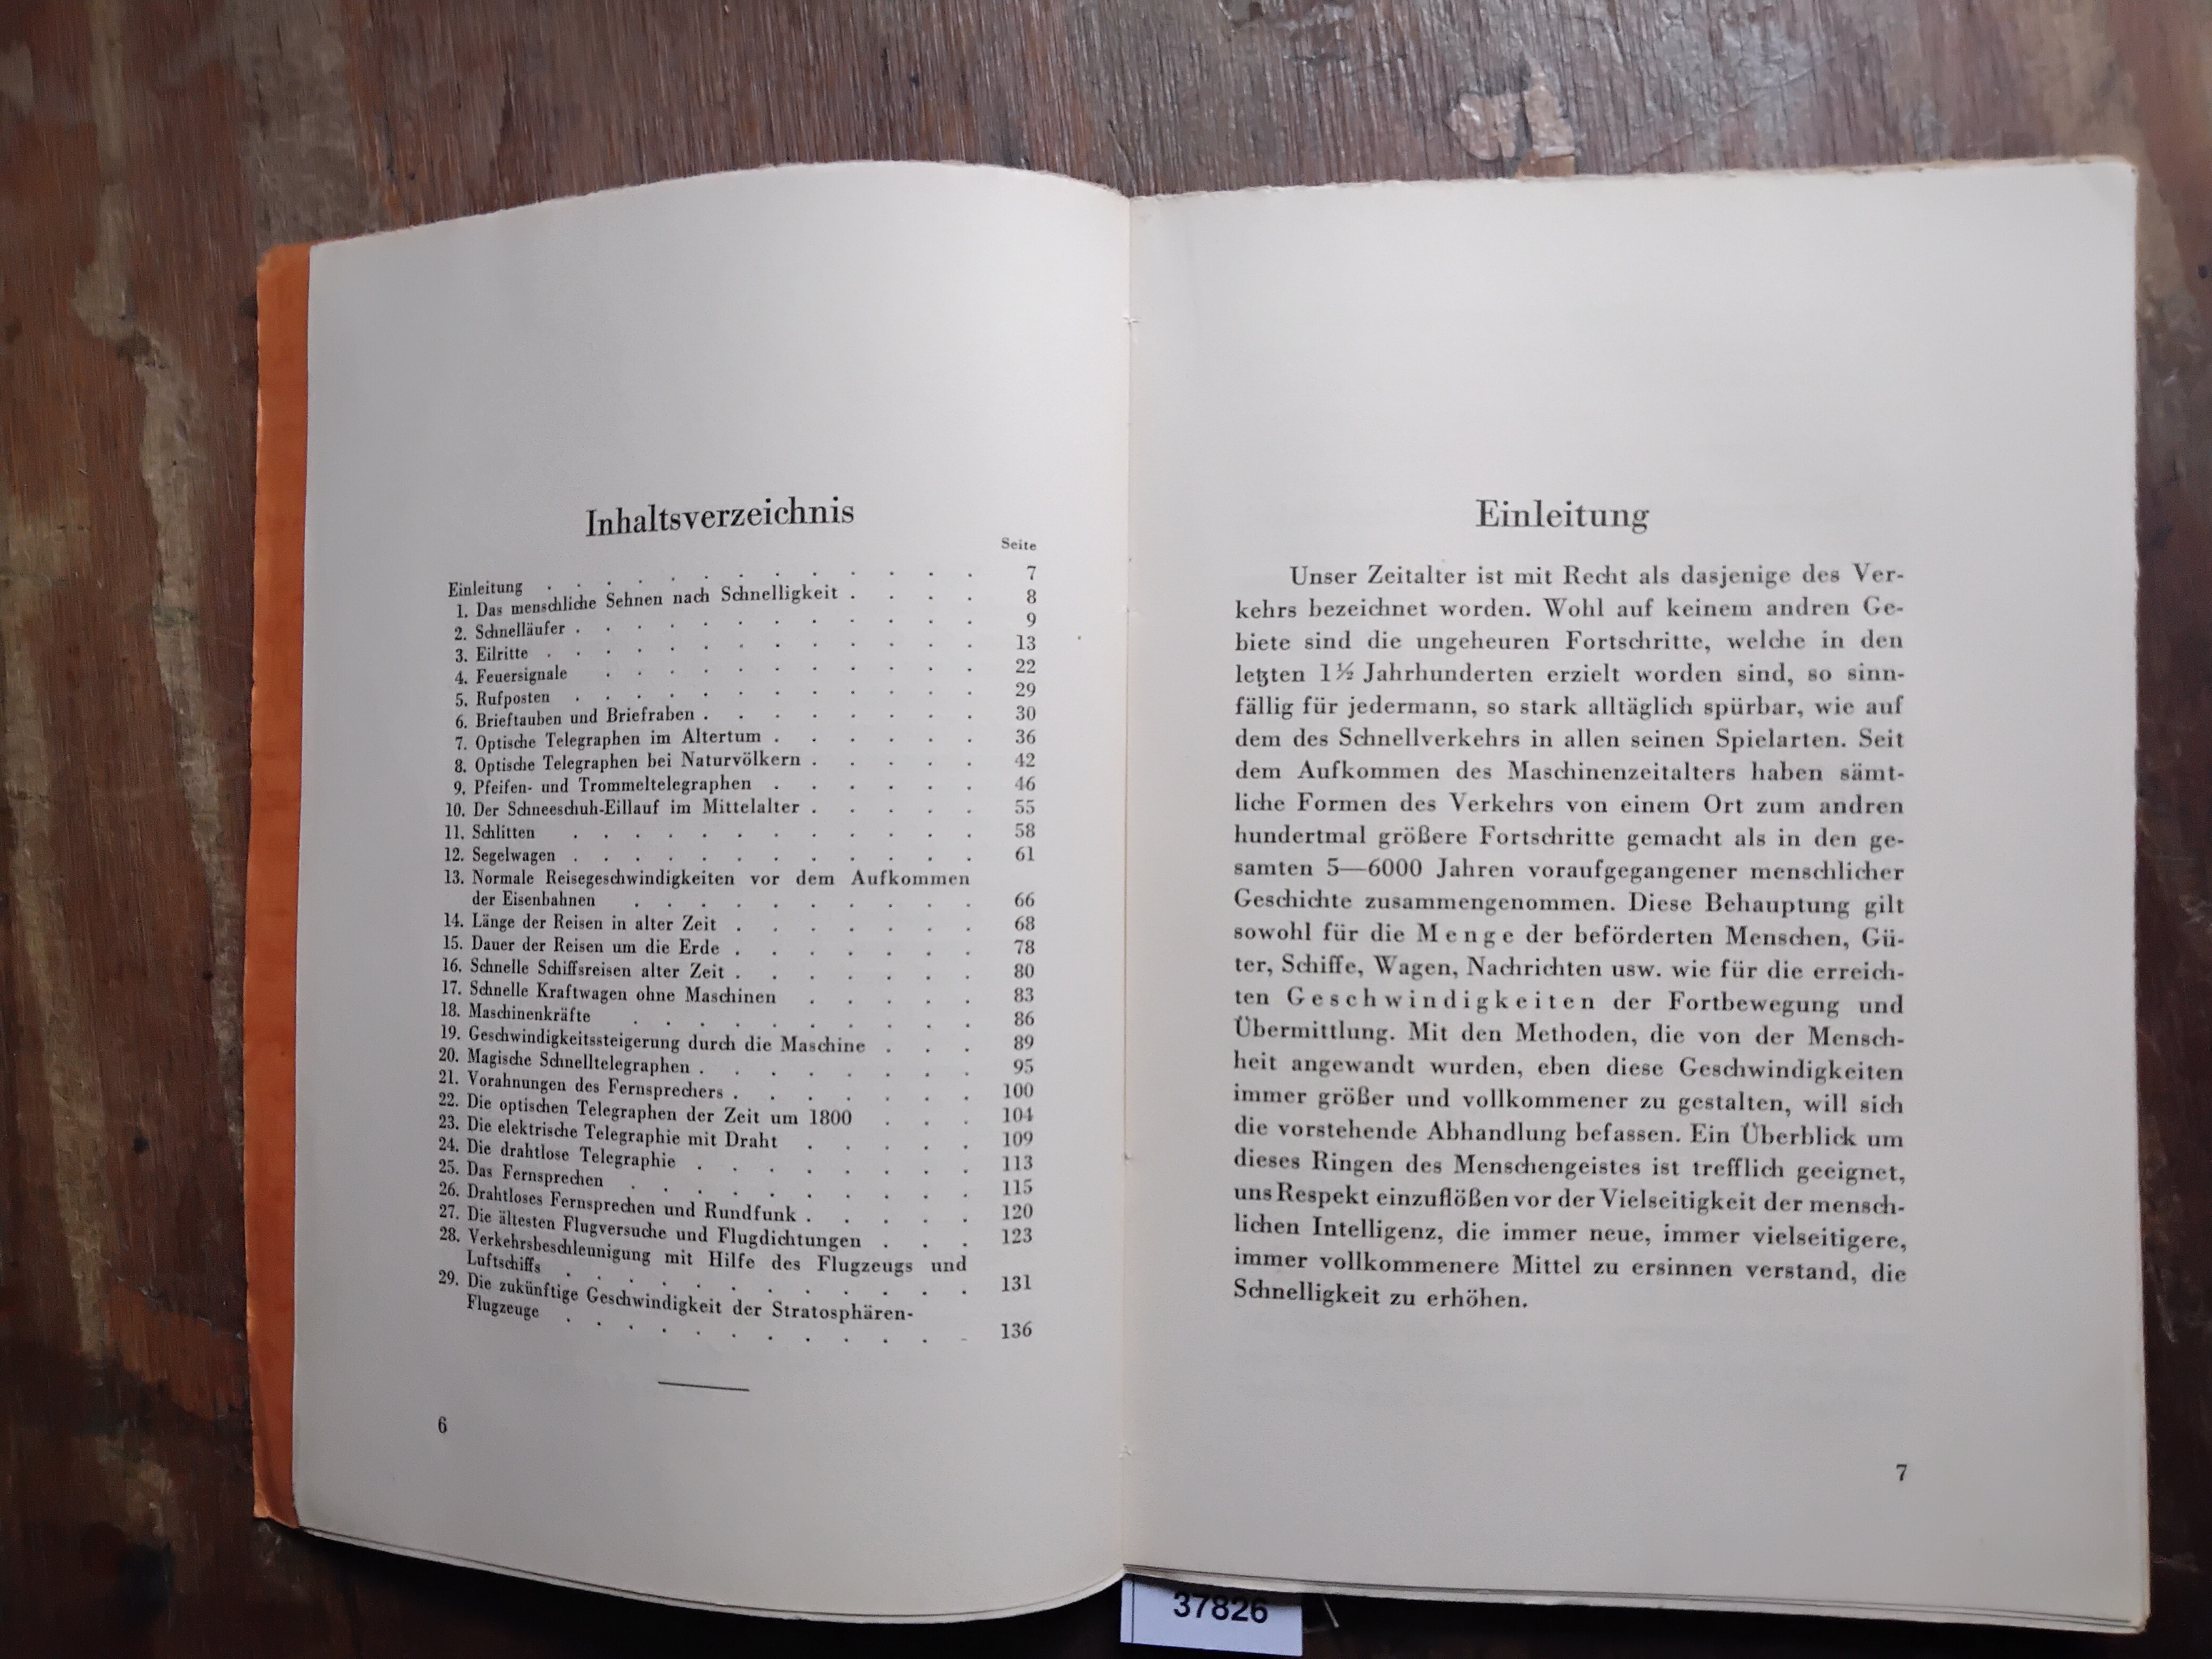 Inhaltsverzeichnis
Seite
Einleitung . . . . . . . . . . . . 7
1. Das menschliche Sehnen nach Schnelligkeit . . . . 8
2. Schnelläufer . . . . . . . . . . . 9
3. Eilritte . . . . . . . . . . . . 13
4. Feuersignale . . . . . . . . . . 22
5. Rufposten . . . . . . . . . . . 29
6. Brieftauben und Briefraben . . . . . . . . 30
7. Optische Telegraphen im Altertum . . . . . . 36
8. Optische Telegraphen bei Naturvölkern . . . . . 42
9. Pfeifen- und Trommeltelegraphen . . . . . . 46
10. Der Schneeschuh-Eillauf im Mittelalter . . . . . 55
11. Schlitten . . . . . . . . . . . 58
12. Segelwagen . . . . . . . . . . . 61
13. Normale Reisegeschwindigkeiten vor dem Aufkommen
der Eisenbahnen . . . . . . . . . 66
14. Länge der Reisen in alter Zeit . . . . . . . 68
15. Dauer der Reisen um die Erde . . . . . . . 78
16. Schnelle Schiffsreisen alter Zeit . . . . . . . 80
17. Schnelle Kraftwagen ohne Maschinen . . . . . 83
18. Maschinenkräfte . . . . . . . . . 86
19. Geschwindigkeitssteigerung durch die Maschine . . . 89
20. Magische Schnelltelegraphen . . . . . . . . 95
21. Vorahnungen des Fernsprechers . . . . . . . 100
22. Die optischen Telegraphen der Zeit um 1800 . . . 104
23. Die elektrische Telegraphie mit Draht . . . . . 109
24. Die drahtlose Telegraphie . . . . . . . . 113
25. Das Fernsprechen . . . . . . . . . . 115
26. Drahtloses Fernsprechen und Rundfunk . . . . . 120
27. Die ältesten Flugversuche und Flugdichtungen . . . 123
28. Verkehrsbeschleunigung mit Hilfe des Flugzeugs und
Luftschiffs . . . . . . . . . . . . 131
29. Die zukünftige Geschwindigkeit der Stratosphären-
Flugzeuge . . . . . . . . . . . 136
6
Einleitung
Unser Zeitalter ist mit Recht als dasjenige des Ver-
kehrs bezeichnet worden. Wohl auf keinem andren Ge-
biete sind die ungeheuren Fortschritte, welche in den
letzten 1½ Jahrhunderten erzielt worden sind, so sinn-
fällig für jedermann, so stark alltäglich spürbar, wie auf
dem des Schnellverkehrs in allen seinen Spielarten. Seit
dem Aufkommen des Maschinenzeitalters haben sämt-
liche Formen des Verkehrs von einem Ort zum andren
hundertmal größere Fortschritte gemacht als in den ge-
samten 5—6000 Jahren voraufgegangener menschlicher
Geschichte zusammengenommen. Diese Behauptung gilt
sowohl für die Menge der beförderten Menschen, Gü-
ter, Schiffe, Wagen, Nachrichten usw. wie für die erreich-
ten Geschwindigkeiten der Fortbewegung und
Übermittlung. Mit den Methoden, die von der Mensch-
heit angewandt wurden, eben diese Geschwindigkeiten
immer größer und vollkommener zu gestalten, will sich
die vorstehende Abhandlung befassen. Ein Überblick um
dieses Ringen des Menschengeistes ist trefflich geeignet,
uns Respekt einzuflößen vor der Vielseitigkeit der mensch-
lichen Intelligenz, die immer neue, immer vielseitigere,
immer vollkommenere Mittel zu ersinnen verstand, die
Schnelligkeit zu erhöhen.
7
37826